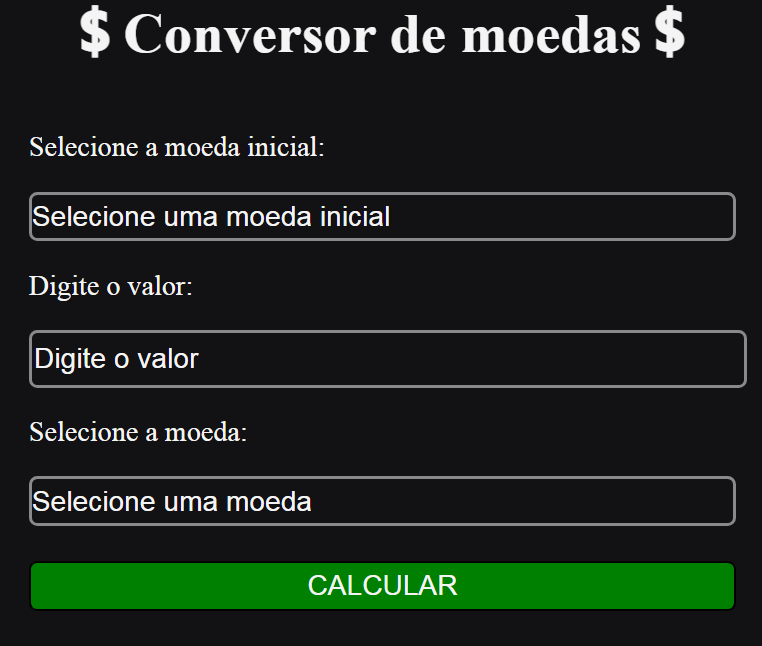 $ Conversor de moedas $
Selecione a moeda inicial:
Selecione uma moeda inicial
Digite o valor:
Digite o valor
Selecione a moeda:
Selecione uma moeda
CALCULAR